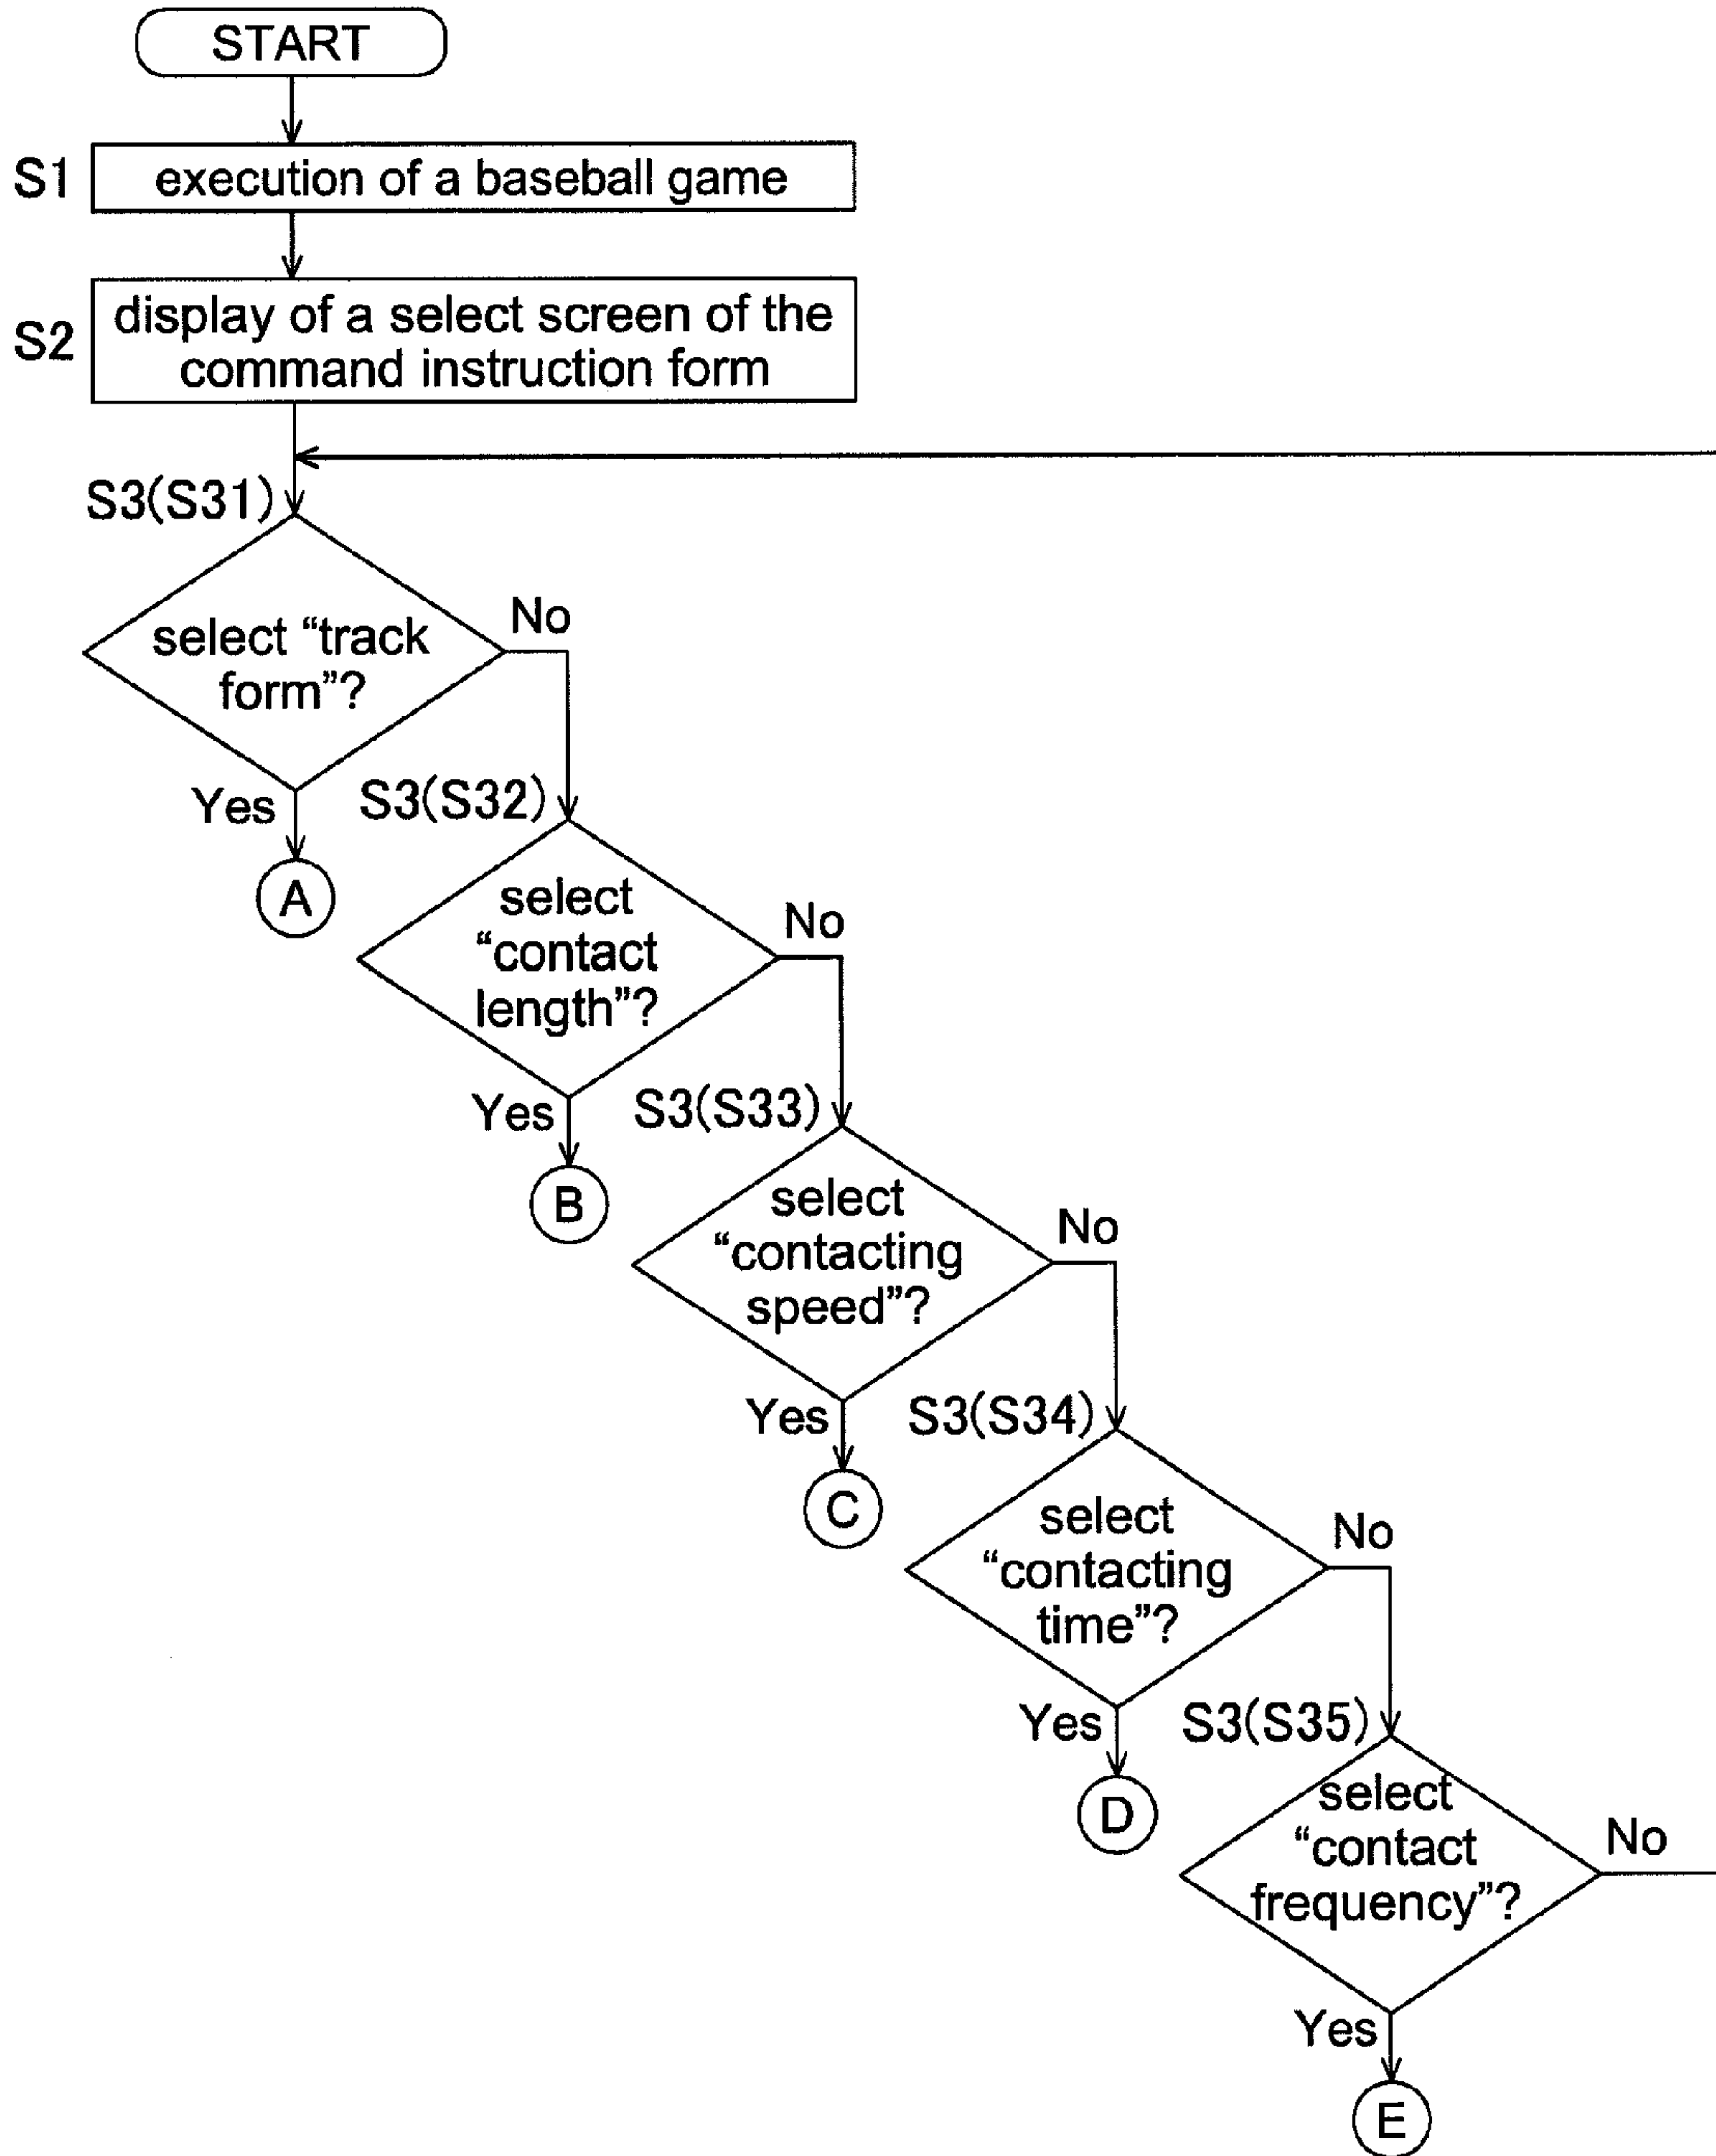 START
S1
execution of a baseball game
S2
display of a select screen of the
command instruction form
S3(S31)
select “track
form”?
No
Yes
A
S3(S32)
select
“contact
length”?
No
Yes
B
S3(S33)
select
“contacting
speed”?
No
Yes
C
S3(S34)
select
“contacting
time”?
No
Yes
D
S3(S35)
select
“contact
frequency”?
No
Yes
E